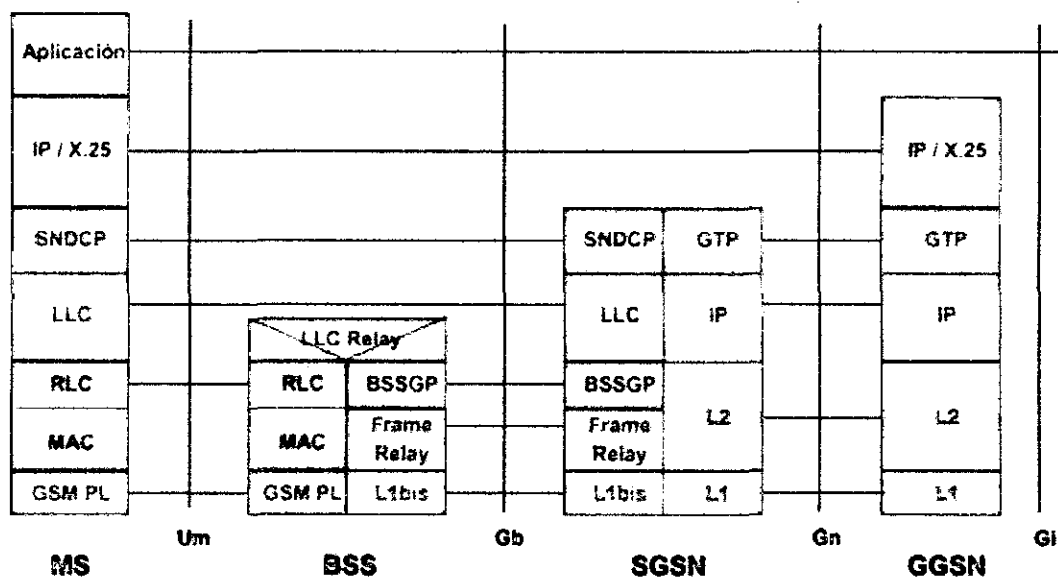 Aplicación
IP / X.25
IP / X.25
SNDCP
SNDCP
GTP
GTP
LLC
LLC
IP
IP
LLC Relay
RLC
RLC
BSSGP
BSSGP
MAC
MAC
Frame
Relay
Frame
Relay
L2
L2
GSM PL
GSM PL
L1bis
L1bis
L1
L1
Um
Gb
Gn
Gi
MS
BSS
SGSN
GGSN